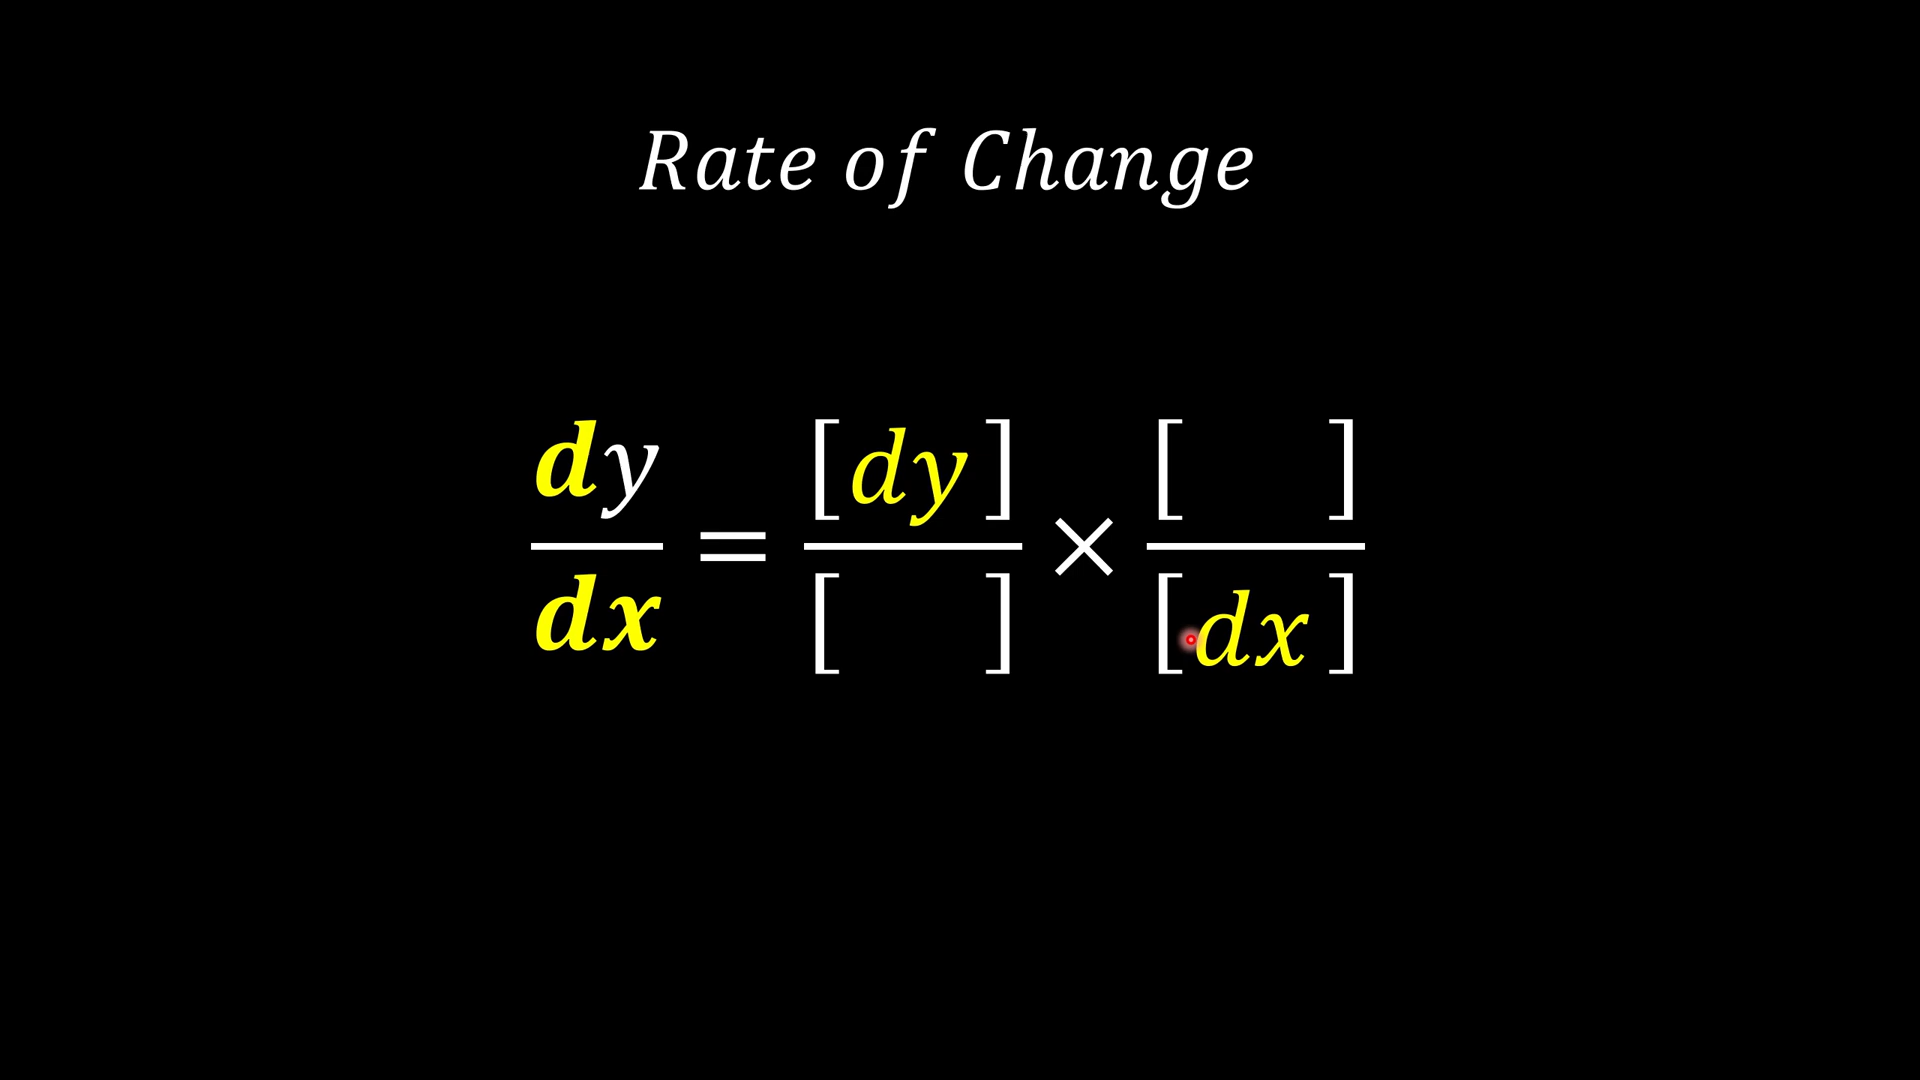 Rate of Change
dy/dx = [dy]/[ ] × [ ]/[dx]